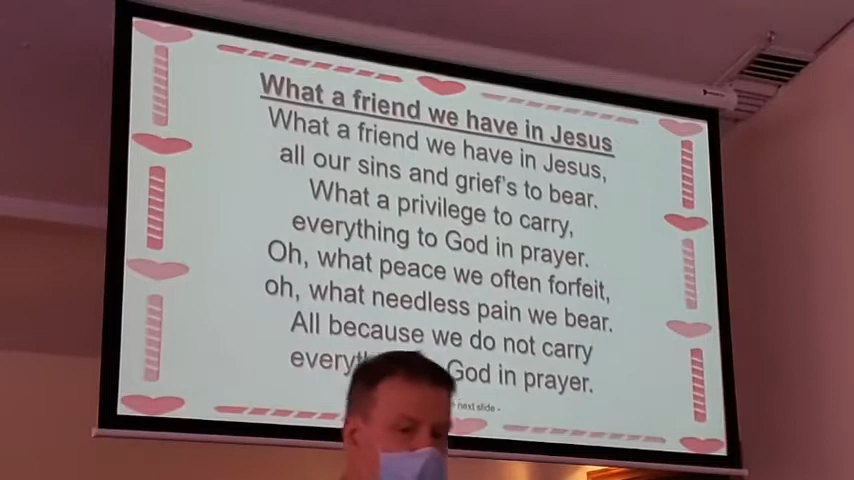 What a friend we have in Jesus
What a friend we have in Jesus,
all our sins and grief's to bear.
What a privilege to carry,
everything to God in prayer.
Oh, what peace we often forfeit,
oh, what needless pain we bear.
All because we do not carry
every God in prayer.
next slide -